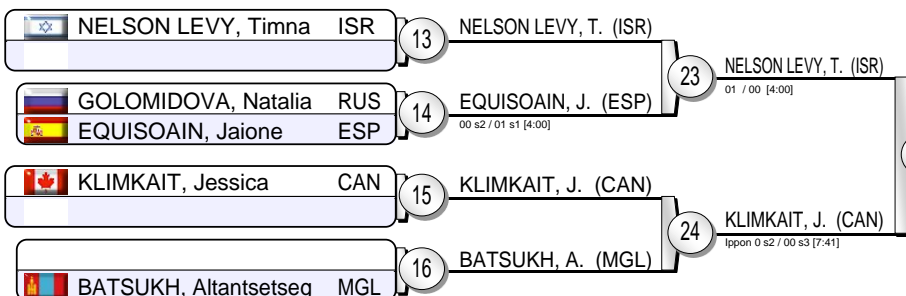 NELSON LEVY, Timna ISR
13
NELSON LEVY, T. (ISR)
23
NELSON LEVY, T. (ISR)
01 / 00 [4:00]
GOLOMIDOVA, Natalia RUS
14
EQUISOAIN, J. (ESP)
00 s2 / 01 s1 [4:00]
EQUISOAIN, Jaione ESP
KLIMKAIT, Jessica CAN
15
KLIMKAIT, J. (CAN)
24
KLIMKAIT, J. (CAN)
Ippon 0 s2 / 00 s3 [7:41]
16
BATSUKH, A. (MGL)
BATSUKH, Altantsetseg MGL